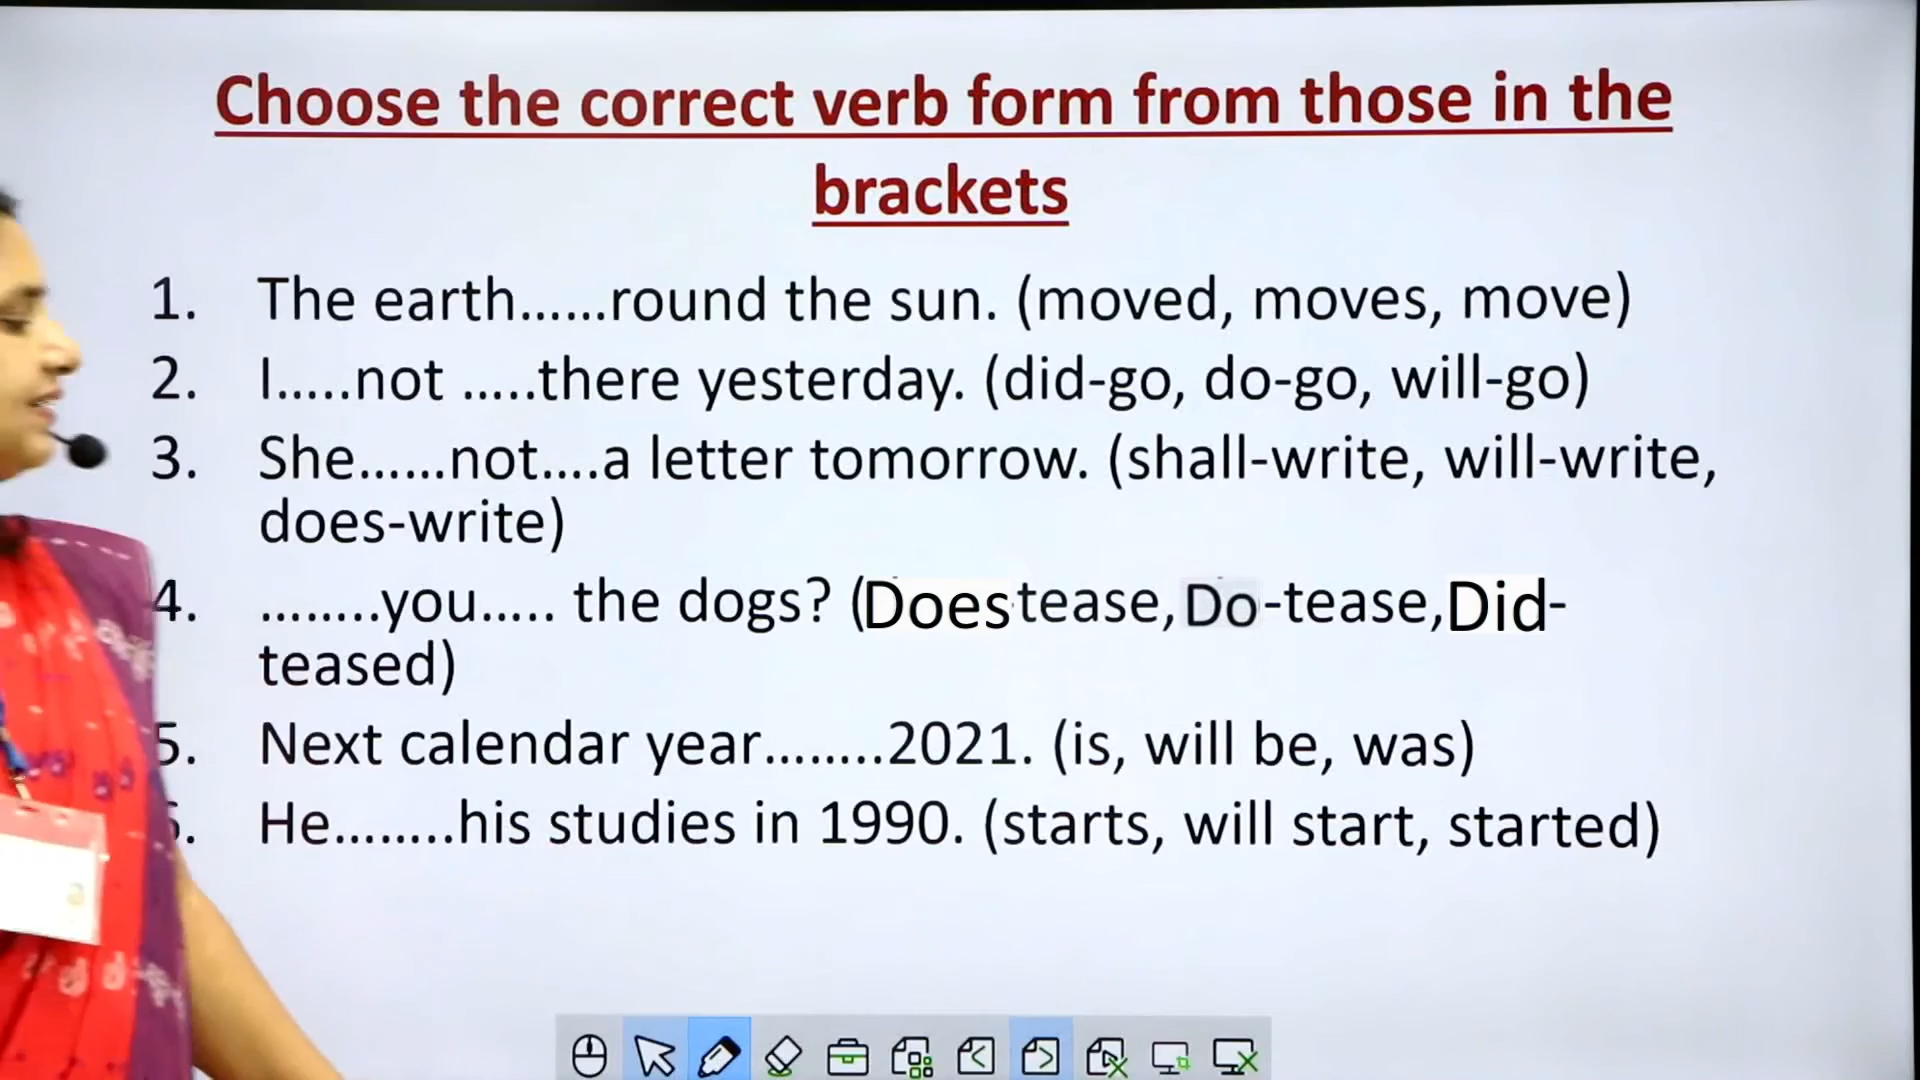 Choose the correct verb form from those in the
brackets
1. The earth......round the sun. (moved, moves, move)
2. I.....not .....there yesterday. (did-go, do-go, will-go)
3. She......not....a letter tomorrow. (shall-write, will-write,
does-write)
4. ........you..... the dogs? (Does tease, Do-tease, Did-
teased)
5. Next calendar year........2021. (is, will be, was)
6. He........his studies in 1990. (starts, will start, started)